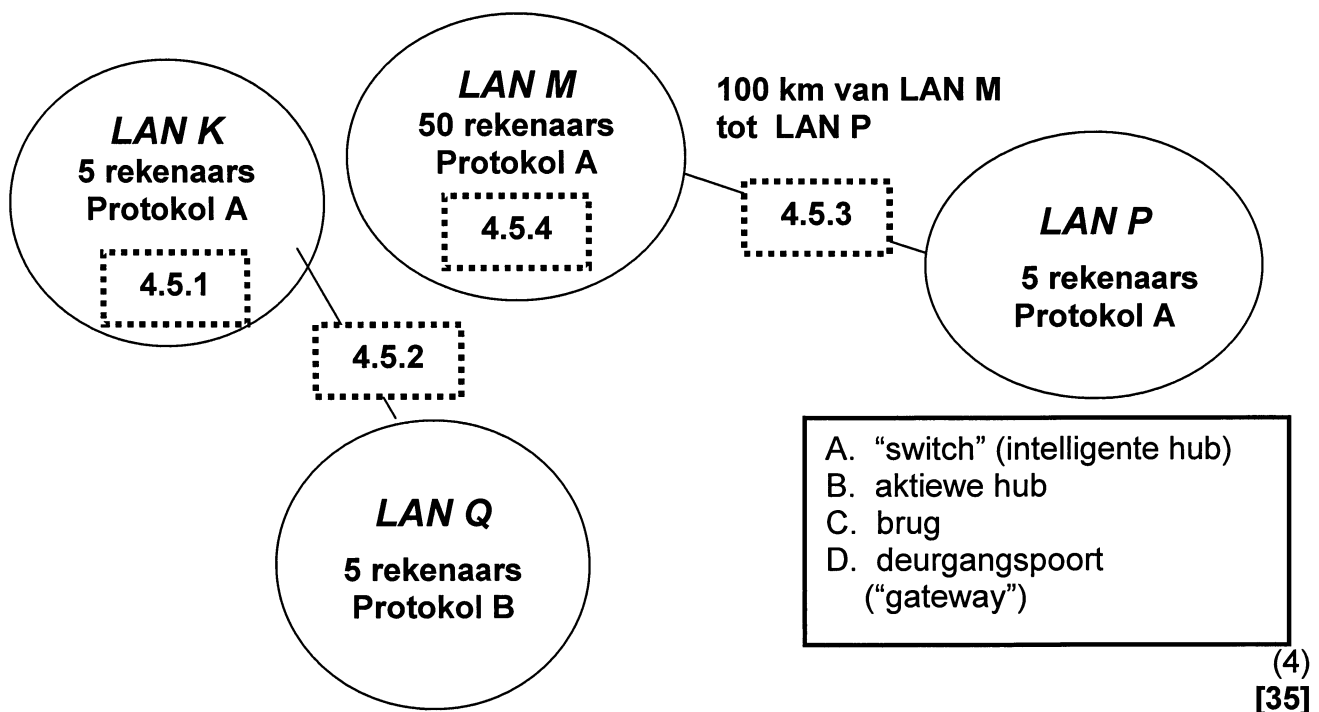 LAN K
5 rekenaars
Protokol A
4.5.1
LAN M
50 rekenaars
Protokol A
4.5.4
100 km van LAN M
tot LAN P
4.5.3
LAN P
5 rekenaars
Protokol A
4.5.2
LAN Q
5 rekenaars
Protokol B
A. “switch” (intelligente hub)
B. aktiewe hub
C. brug
D. deurgangspoort
(“gateway”)
(4)
[35]